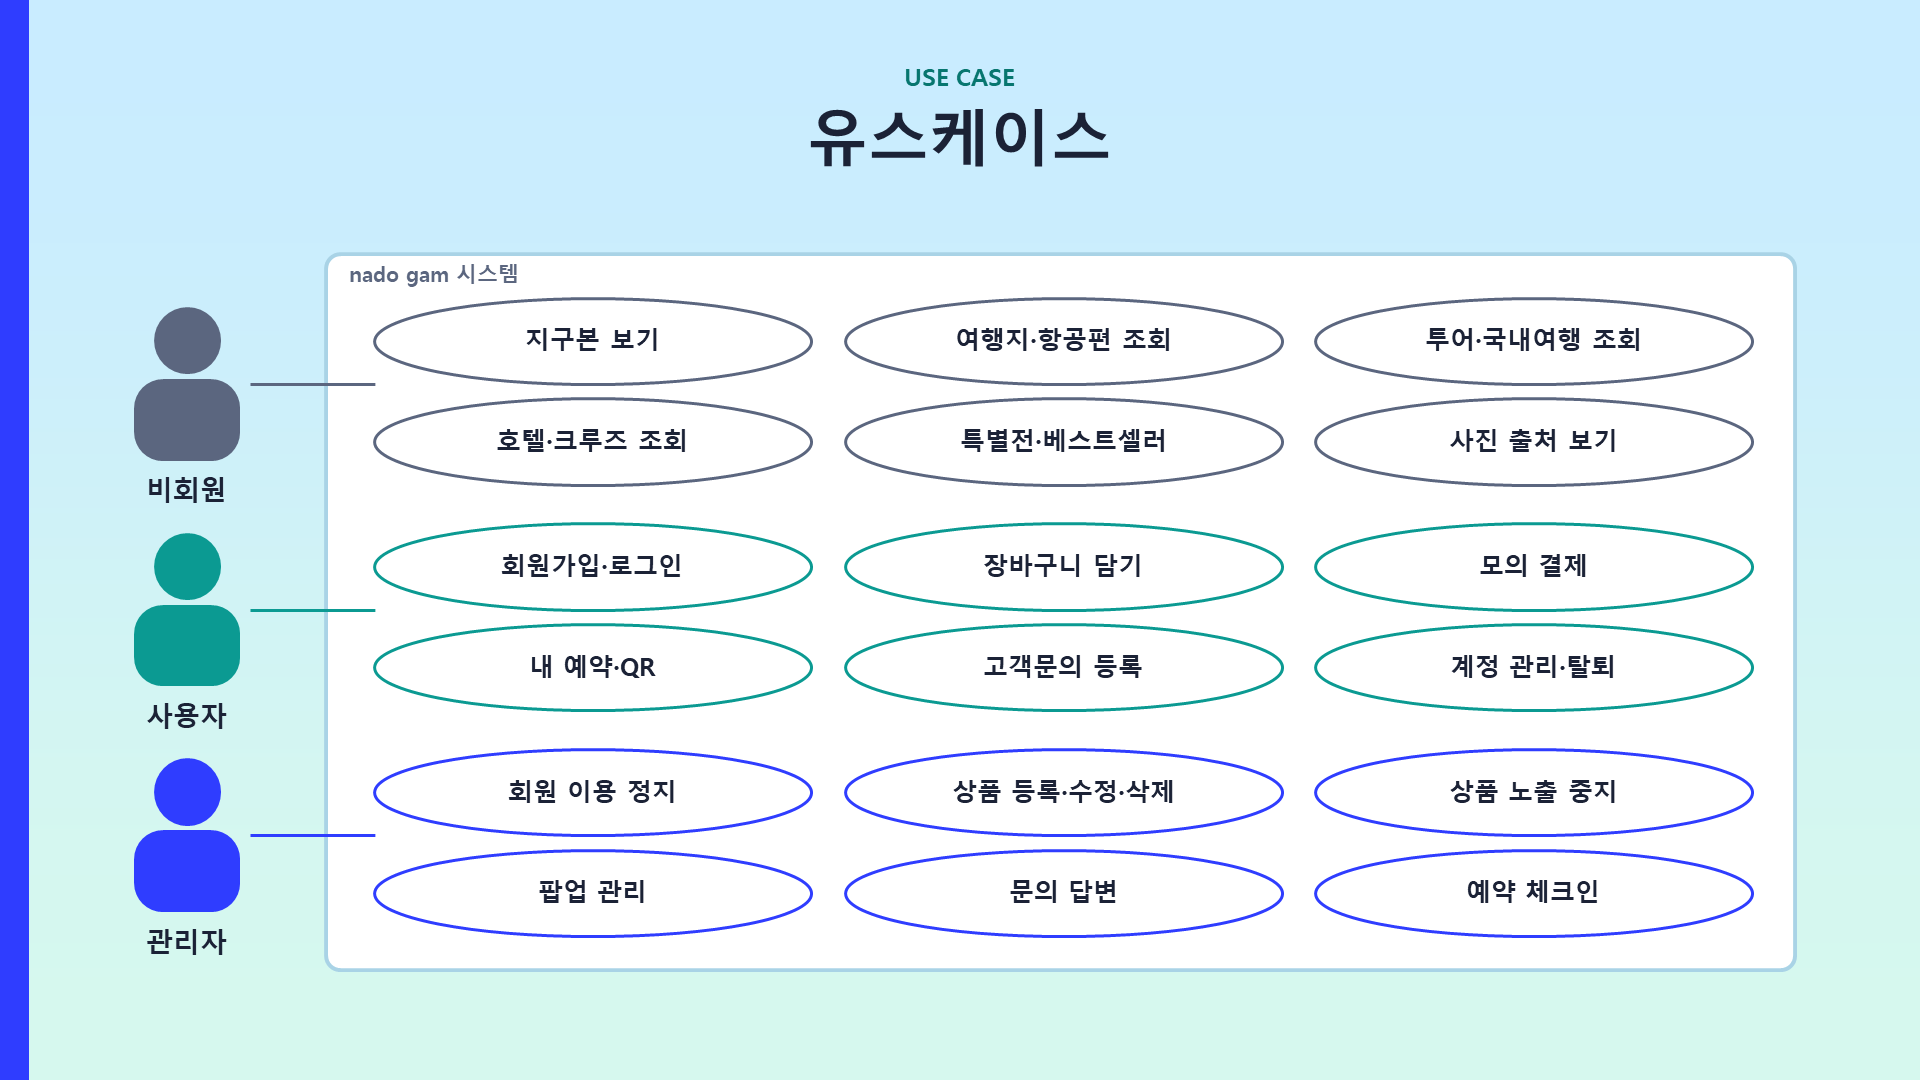 USE CASE
유스케이스
nado gam 시스템
지구본 보기
여행지·항공편 조회
투어·국내여행 조회
호텔·크루즈 조회
특별전·베스트셀러
사진 출처 보기
비회원
회원가입·로그인
장바구니 담기
모의 결제
내 예약·QR
고객문의 등록
계정 관리·탈퇴
사용자
회원 이용 정지
상품 등록·수정·삭제
상품 노출 중지
팝업 관리
문의 답변
예약 체크인
관리자